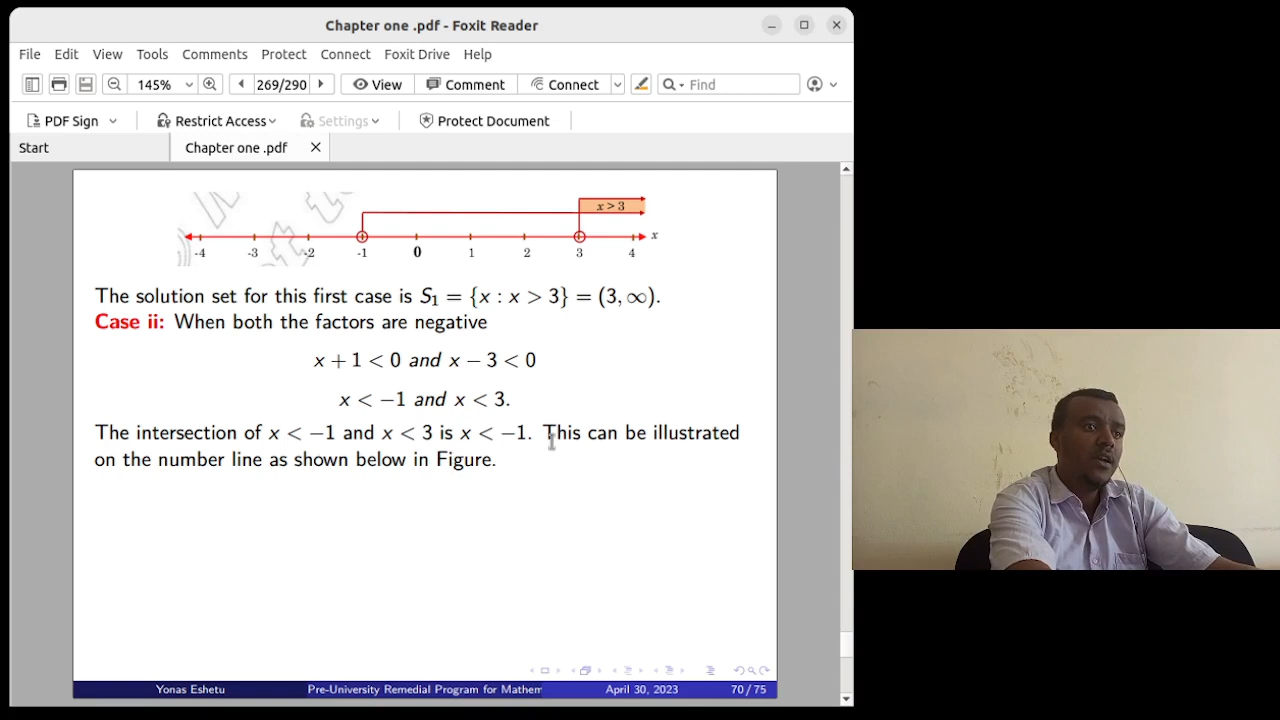 Chapter one .pdf - Foxit Reader
File Edit View Tools Comments Protect Connect Foxit Drive Help
145% 269/290 View Comment Connect Find
PDF Sign Restrict Access Settings Protect Document
Start Chapter one .pdf
x > 3
x
-4 -3 -2 -1 0 1 2 3 4
The solution set for this first case is S₁ = {x : x > 3} = (3, ∞).
Case ii: When both the factors are negative
x + 1 < 0 and x − 3 < 0
x < −1 and x < 3.
The intersection of x < −1 and x < 3 is x < −1. This can be illustrated
on the number line as shown below in Figure.
Yonas Eshetu Pre-University Remedial Program for Mathem April 30, 2023 70 / 75